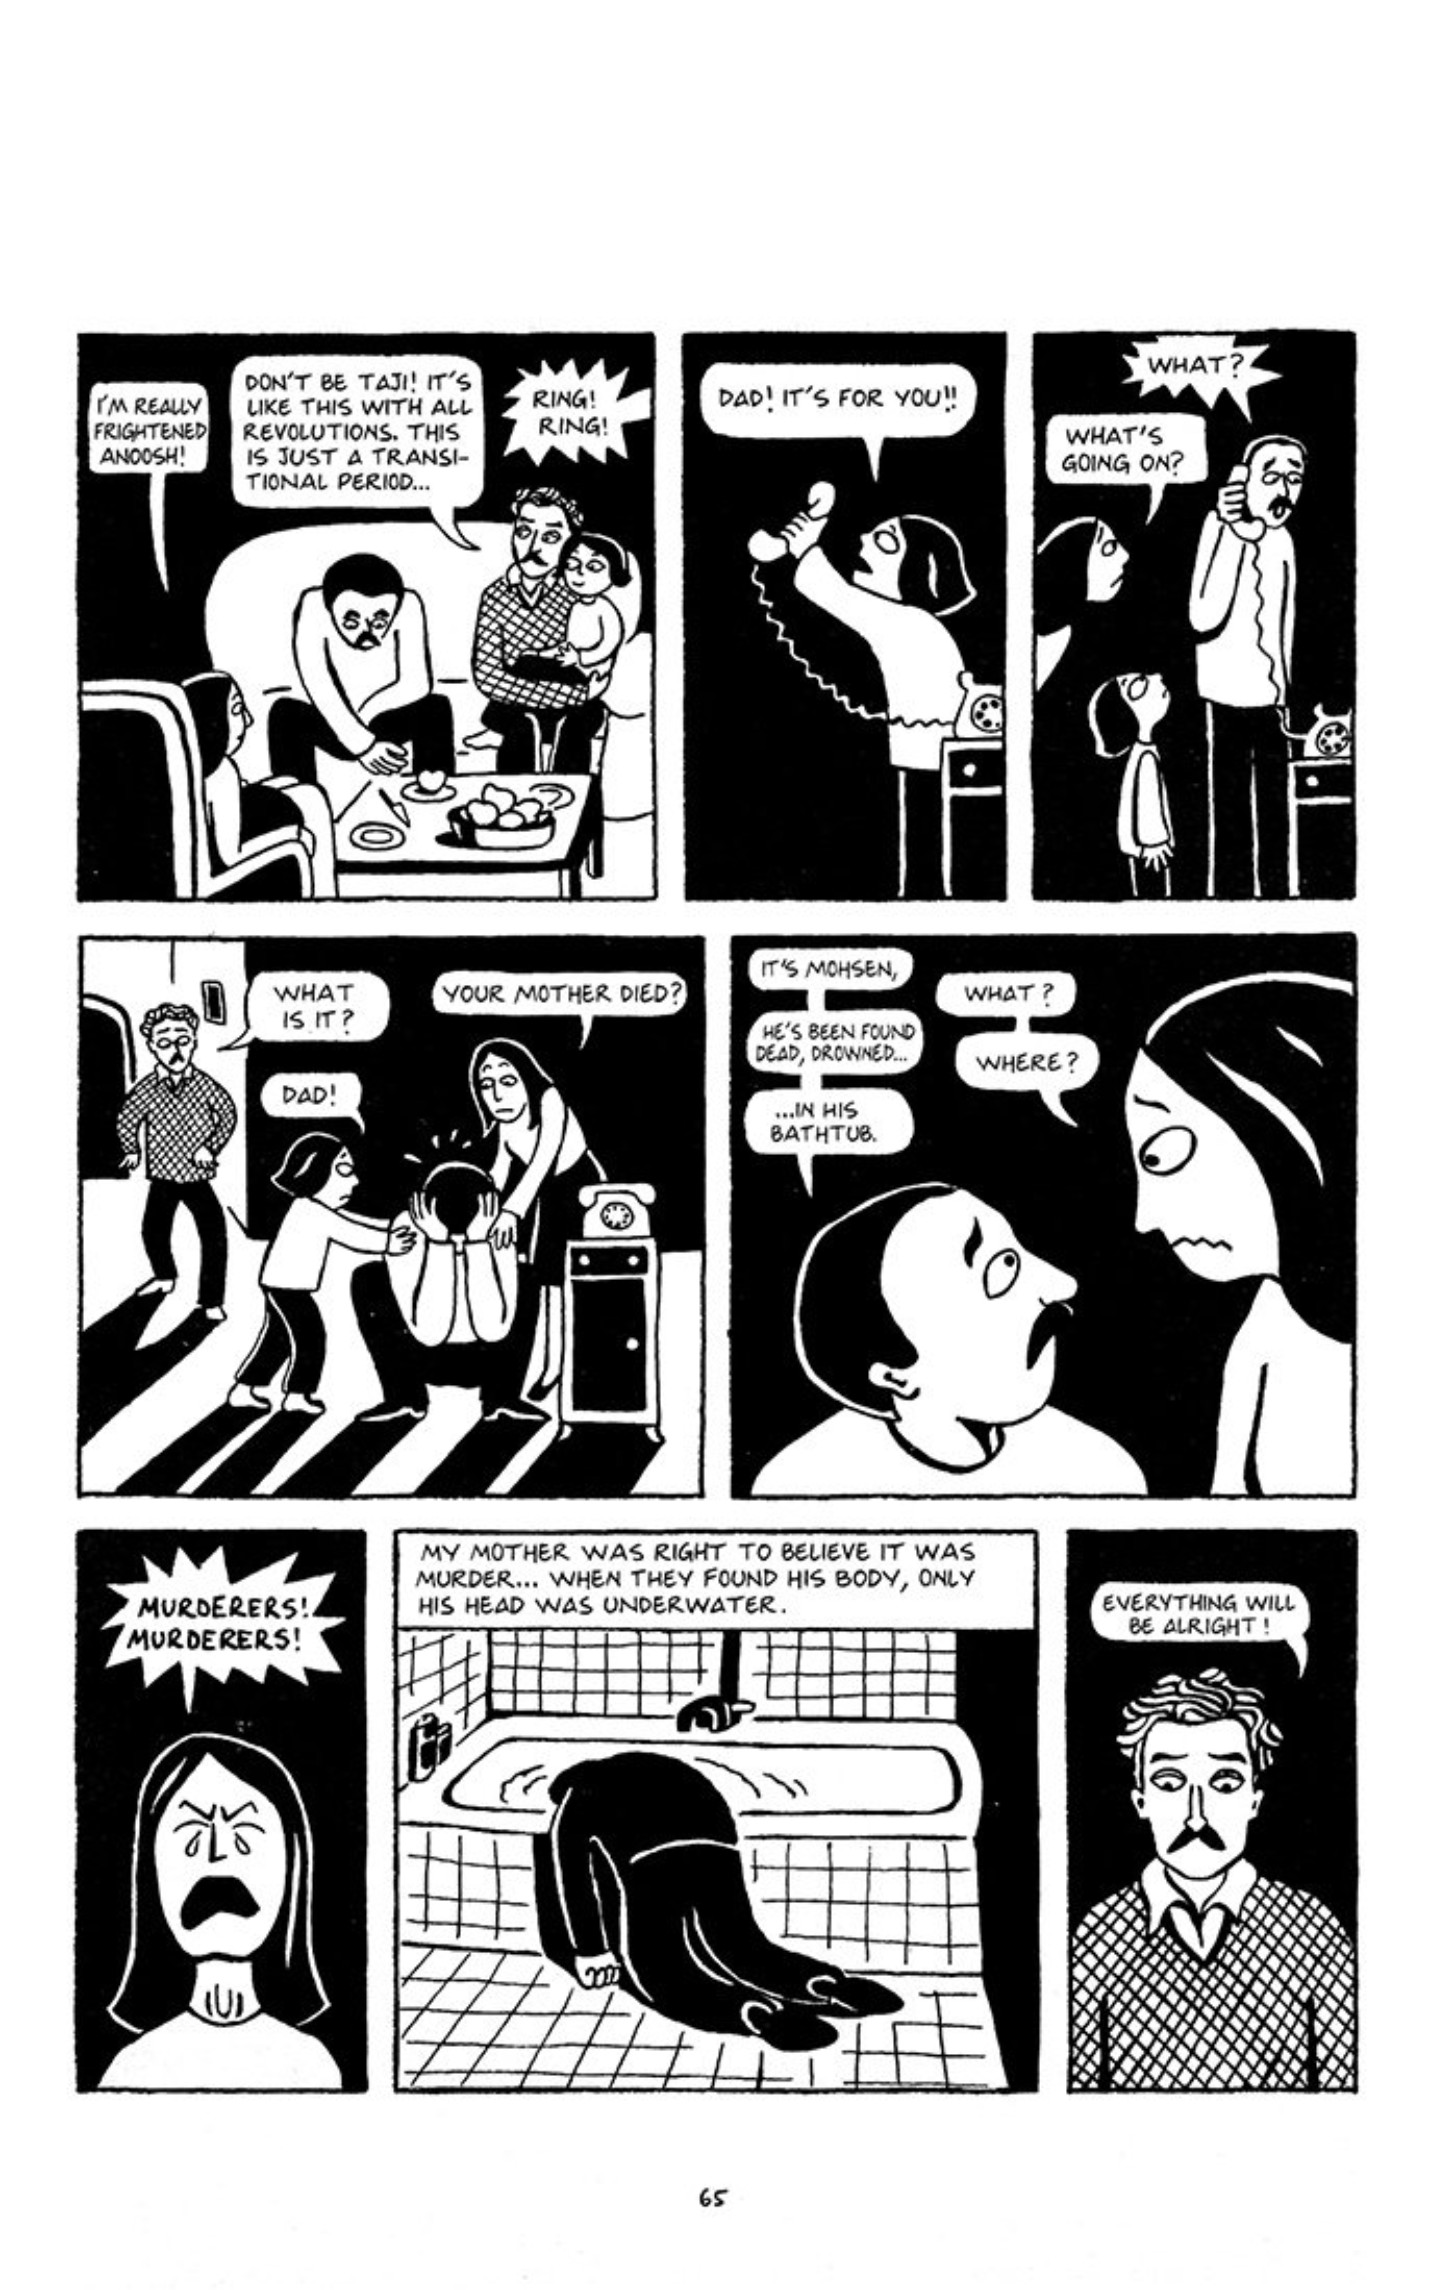 I'M REALLY
FRIGHTENED
ANOOSH!
DON'T BE TAJI! IT'S
LIKE THIS WITH ALL
REVOLUTIONS. THIS
IS JUST A TRANSI-
TIONAL PERIOD...
RING!
RING!
DAD! IT'S FOR YOU!!
WHAT?
WHAT'S
GOING ON?
WHAT
IS IT?
DAD!
YOUR MOTHER DIED?
IT'S MOHSEN,
HE'S BEEN FOUND
DEAD, DROWNED...
...IN HIS
BATHTUB.
WHAT?
WHERE?
MURDERERS!
MURDERERS!
MY MOTHER WAS RIGHT TO BELIEVE IT WAS
MURDER... WHEN THEY FOUND HIS BODY, ONLY
HIS HEAD WAS UNDERWATER.
EVERYTHING WILL
BE ALRIGHT!
65